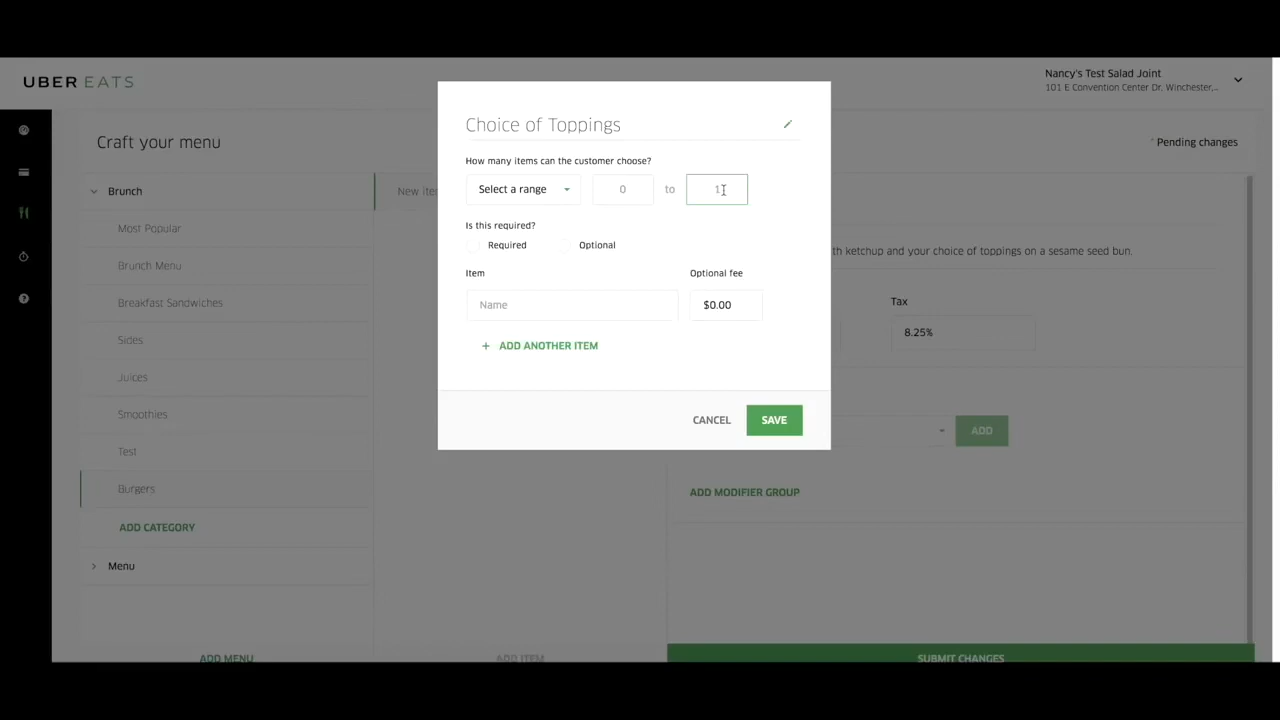 UBER EATS
Nancy's Test Salad Joint
101 E Convention Center Dr, Winchester,...
Craft your menu
* Pending changes
Brunch
Most Popular
Brunch Menu
Breakfast Sandwiches
Sides
Juices
Smoothies
Test
Burgers
ADD CATEGORY
Menu
ADD MENU
New ite
ADD ITEM
Choice of Toppings
How many items can the customer choose?
Select a range 0 to 1
Is this required?
Required Optional
Item Optional fee
Name $0.00
+ ADD ANOTHER ITEM
CANCEL SAVE
th ketchup and your choice of toppings on a sesame seed bun.
Tax
8.25%
ADD
ADD MODIFIER GROUP
SUBMIT CHANGES